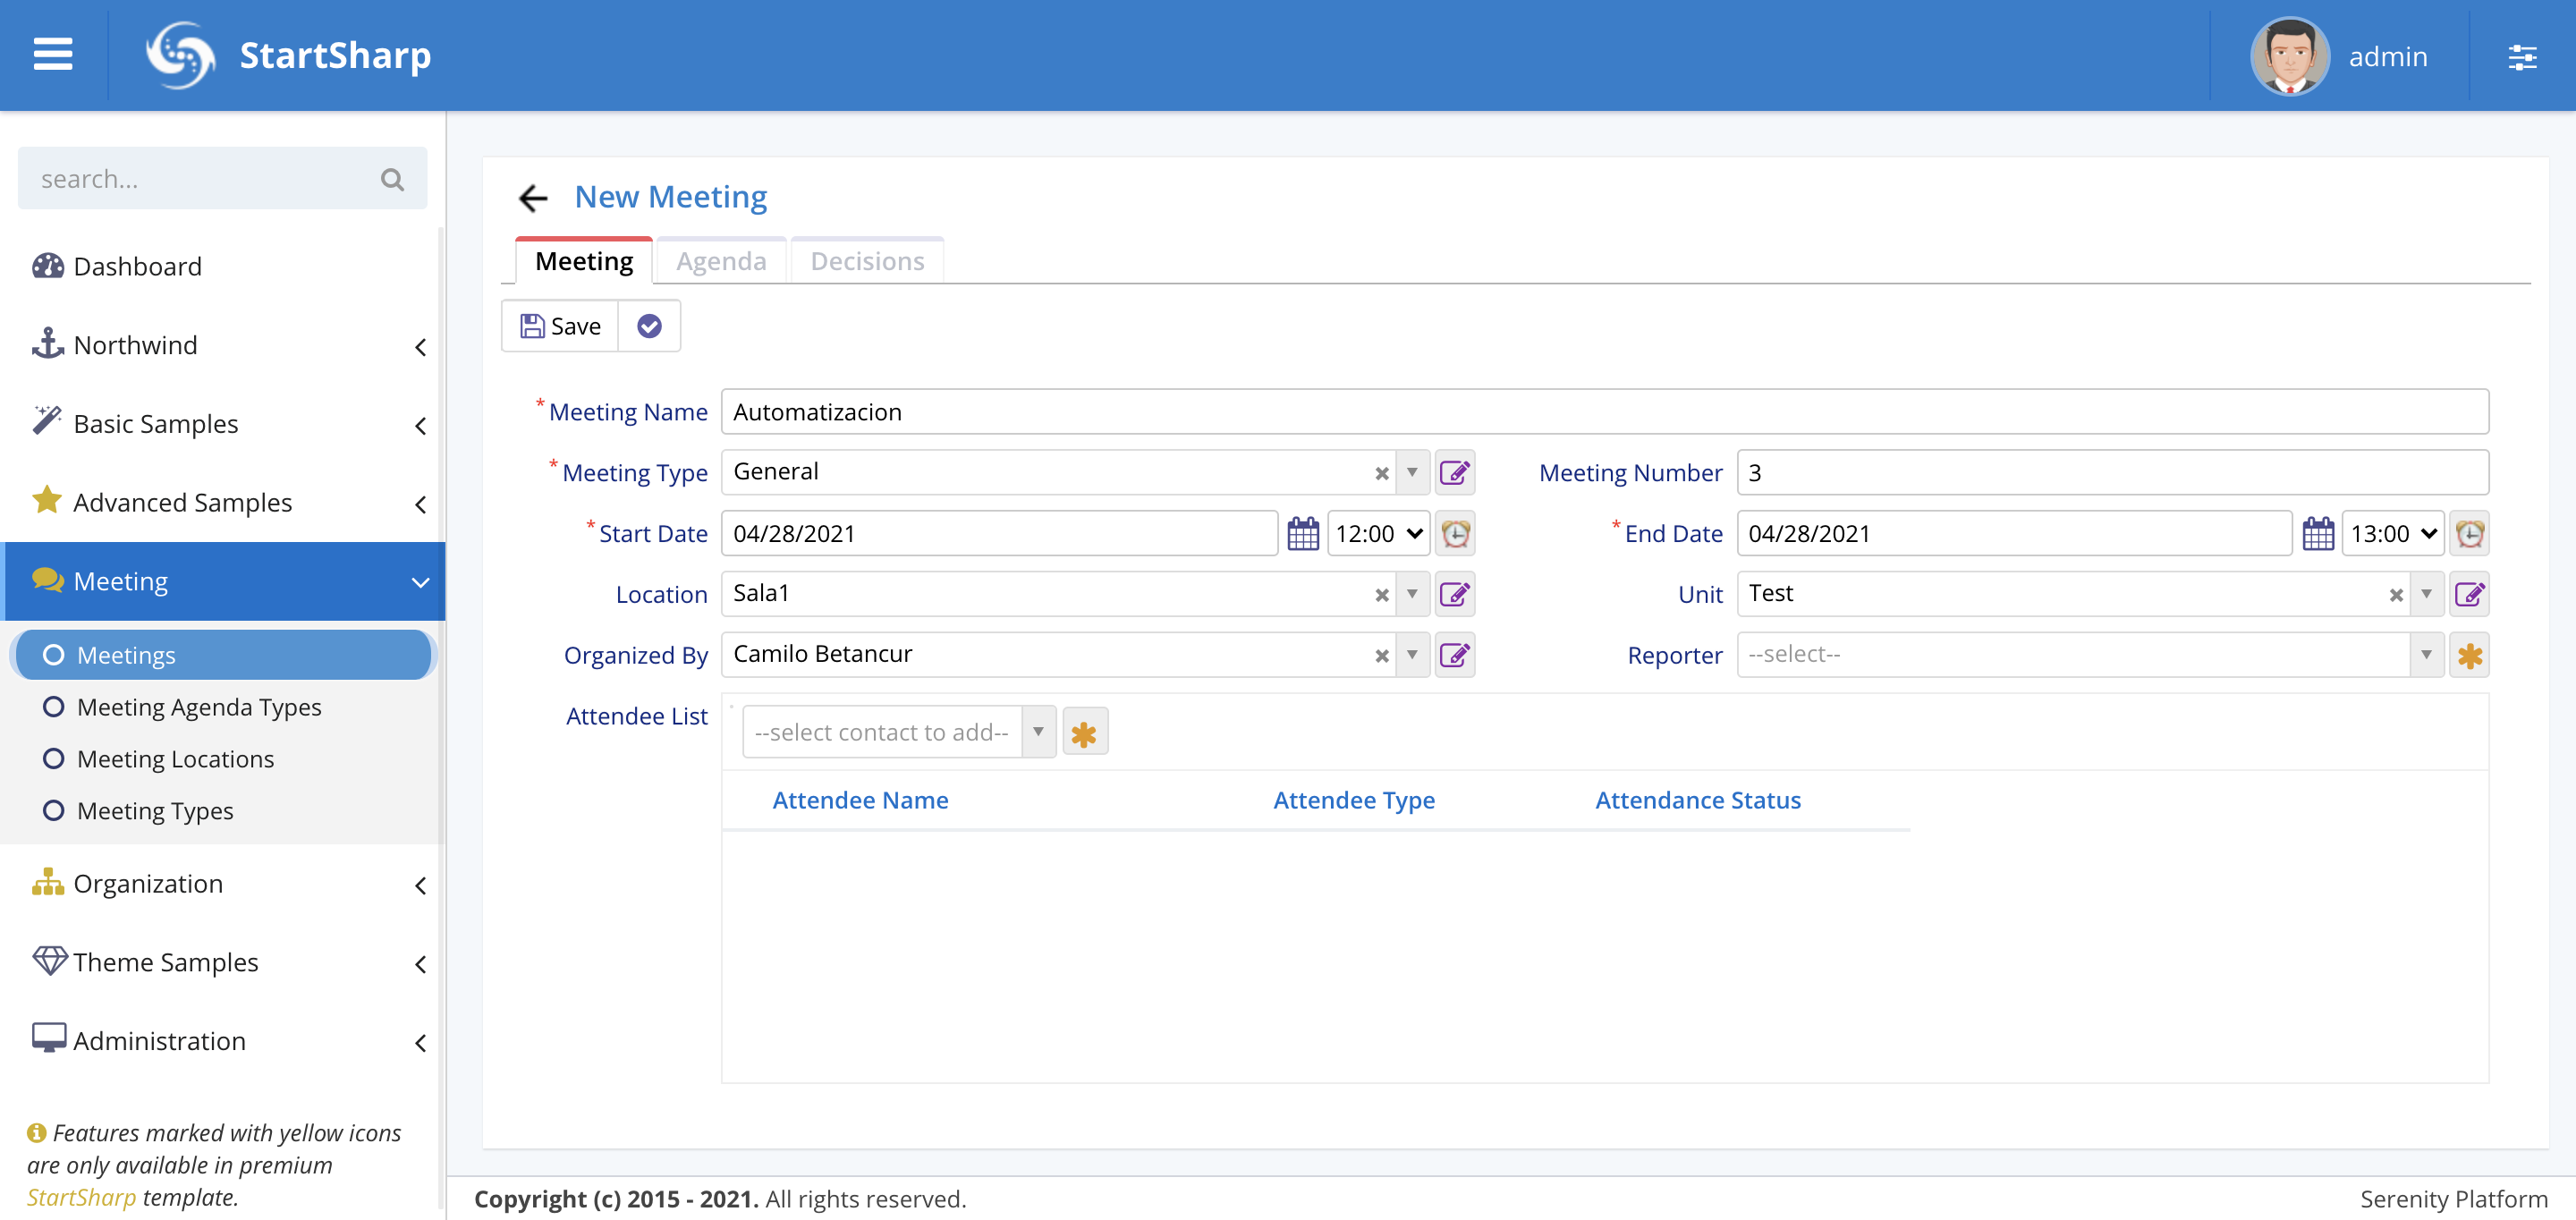 StartSharp
admin
search...
Dashboard
Northwind
Basic Samples
Advanced Samples
Meeting
Meetings
Meeting Agenda Types
Meeting Locations
Meeting Types
Organization
Theme Samples
Administration
Features marked with yellow icons
are only available in premium
StartSharp template.
New Meeting
Meeting Agenda Decisions
Save
* Meeting Name Automatizacion
* Meeting Type General Meeting Number 3
* Start Date 04/28/2021 12:00 * End Date 04/28/2021 13:00
Location Sala1 Unit Test
Organized By Camilo Betancur Reporter --select--
Attendee List --select contact to add--
Attendee Name Attendee Type Attendance Status
Copyright (c) 2015 - 2021. All rights reserved. Serenity Platform